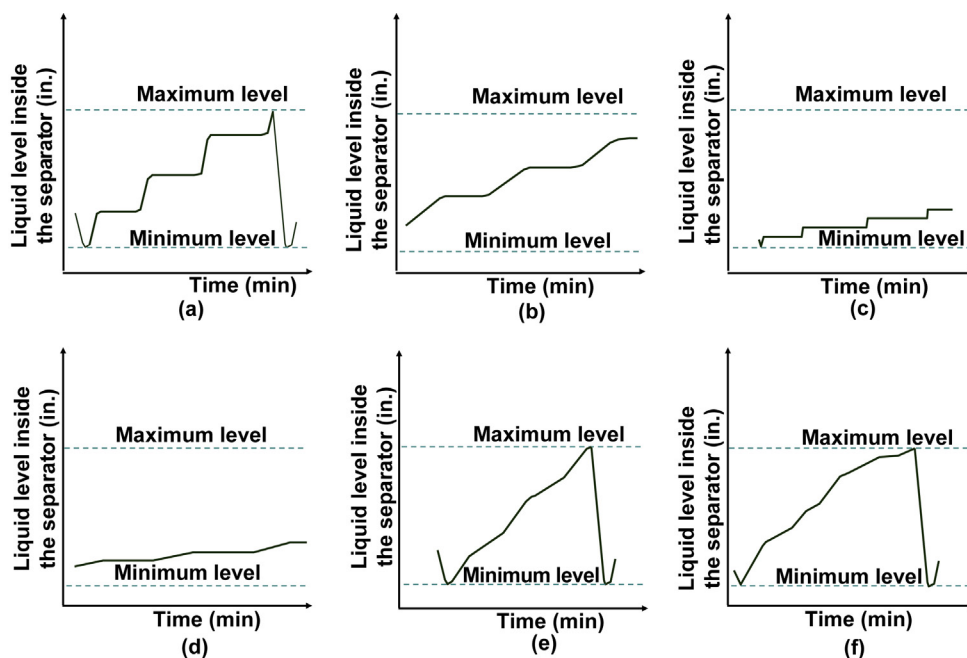 Liquid level inside
the separator (in.)
Maximum level
Minimum level
Time (min)
(a)
Liquid level inside
the separator (in.)
Maximum level
Minimum level
Time (min)
(b)
Liquid level inside
the separator (in.)
Maximum level
Minimum level
Time (min)
(c)
Liquid level inside
the separator (in.)
Maximum level
Minimum level
Time (min)
(d)
Liquid level inside
the separator (in.)
Maximum level
Minimum level
Time (min)
(e)
Liquid level inside
the separator (in.)
Maximum level
Minimum level
Time (min)
(f)